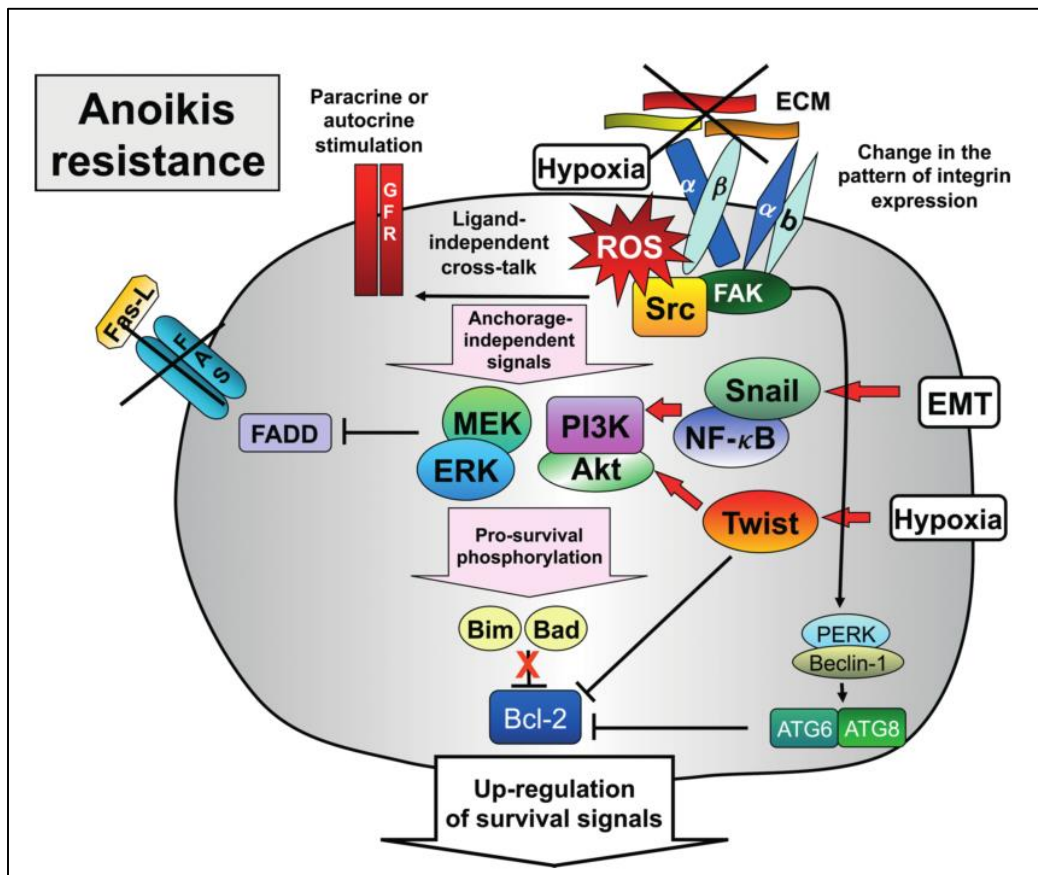 Anoikis
resistance
Paracrine or
autocrine
stimulation
GFR
ECM
Hypoxia
α
β
α
b
Change in the
pattern of integrin
expression
Ligand-
independent
cross-talk
ROS
Src
FAK
Fas-L
FAS
Anchorage-
independent
signals
FADD
MEK
ERK
PI3K
Akt
Snail
NF-κB
EMT
Twist
Hypoxia
Pro-survival
phosphorylation
Bim
Bad
X
Bcl-2
PERK
Beclin-1
ATG6
ATG8
Up-regulation
of survival signals